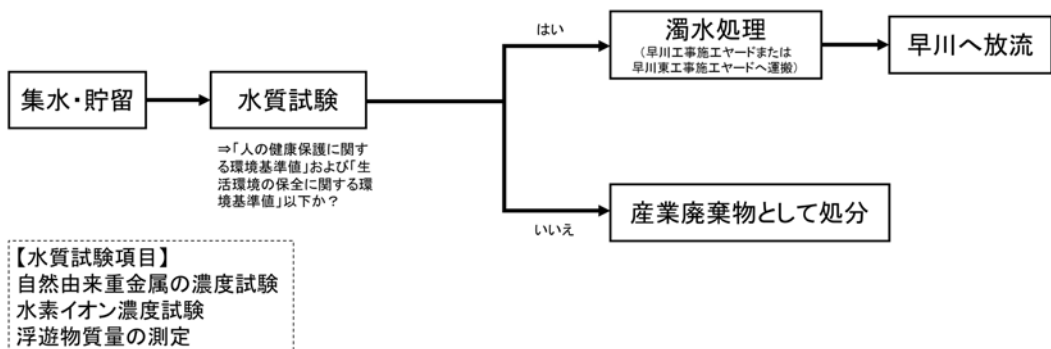 集水・貯留
水質試験
⇒「人の健康保護に関す
る環境基準値」および「生
活環境の保全に関する環
境基準値」以下か？
はい
濁水処理
（早川工事施工ヤードまたは
早川東工事施工ヤードへ運搬）
早川へ放流
いいえ
産業廃棄物として処分
【水質試験項目】
自然由来重金属の濃度試験
水素イオン濃度試験
浮遊物質量の測定